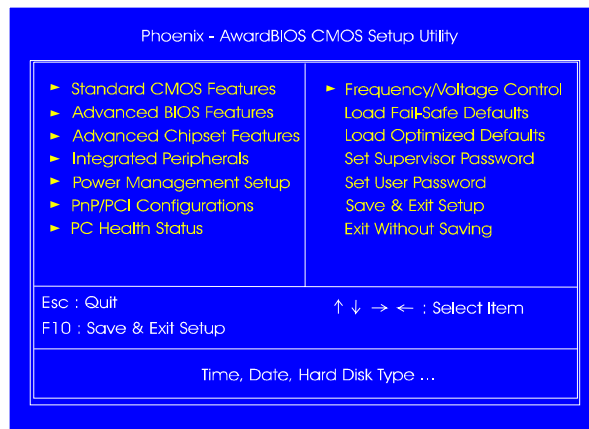 Phoenix - AwardBIOS CMOS Setup Utility
► Standard CMOS Features
► Advanced BIOS Features
► Advanced Chipset Features
► Integrated Peripherals
► Power Management Setup
► PnP/PCI Configurations
► PC Health Status
► Frequency/Voltage Control
Load Fail-Safe Defaults
Load Optimized Defaults
Set Supervisor Password
Set User Password
Save & Exit Setup
Exit Without Saving
Esc : Quit
F10 : Save & Exit Setup
↑ ↓ → ← : Select Item
Time, Date, Hard Disk Type ...